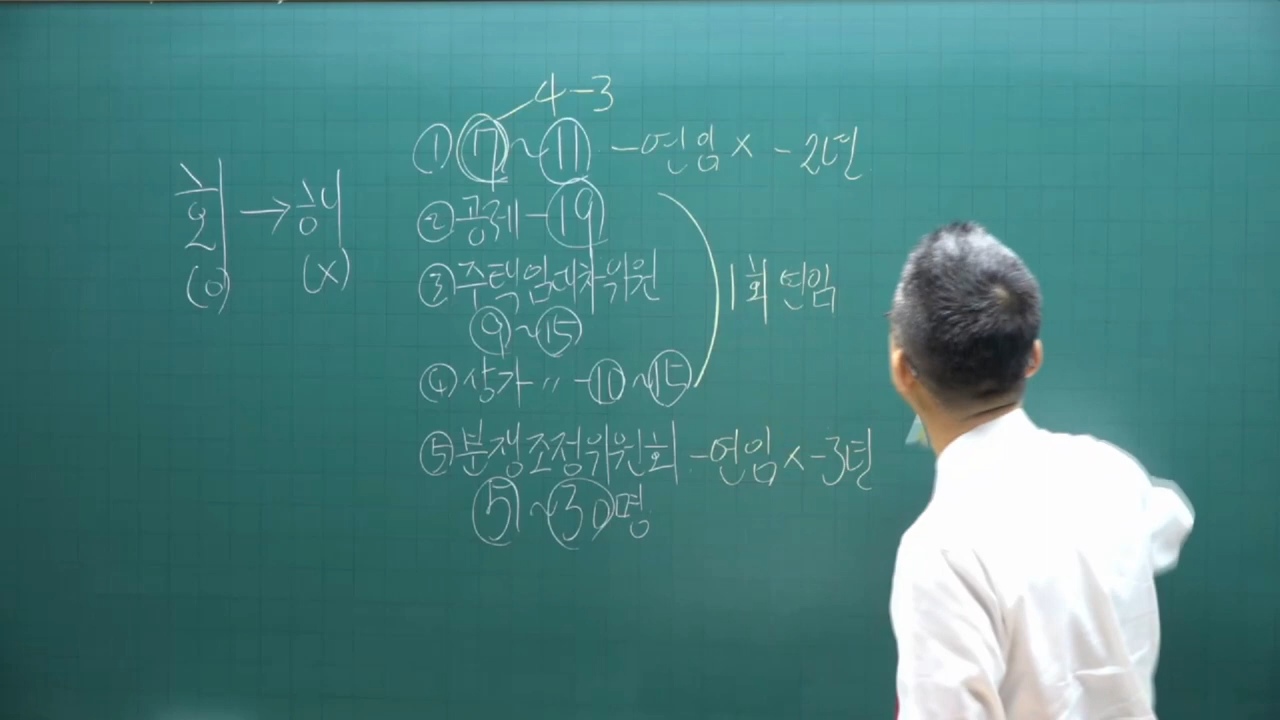 4-3
① ⑦~⑪ -연임× -2년
회→해
(o) (x)
②공제-⑲
③주택임대차위원
⑨~⑮
④상가 〃 -⑩~⑮
1회 연임
⑤분쟁조정위원회 -연임× -3년
⑤~㉚명